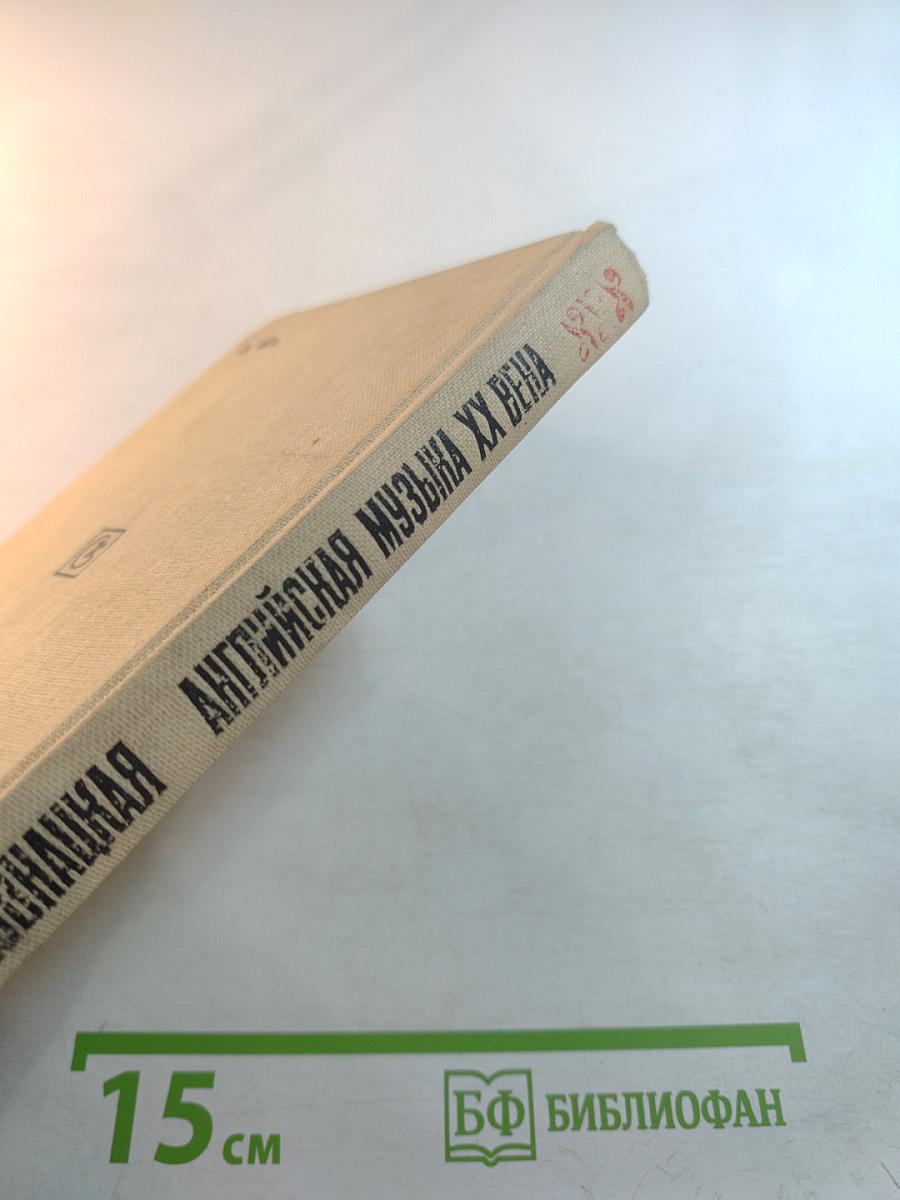 АНГЛИЙСКАЯ МУЗЫКА XX ВЕКА
15 см
БФ БИБЛИОФАН